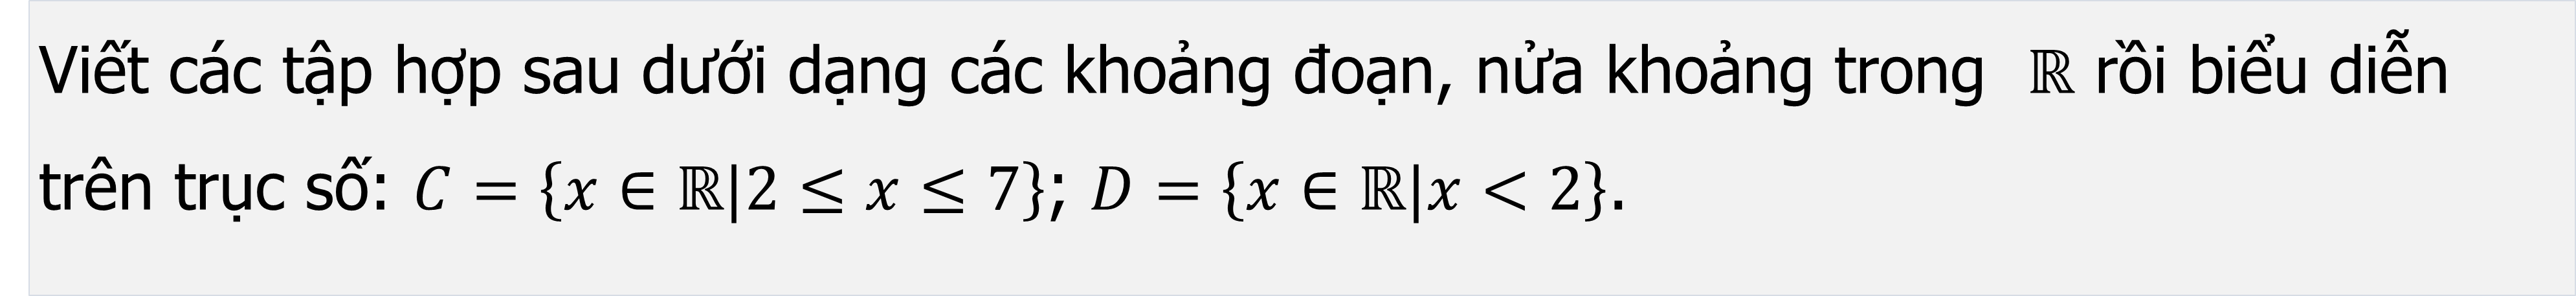 Viết các tập hợp sau dưới dạng các khoảng đoạn, nửa khoảng trong ℝ rồi biểu diễn
trên trục số: C = {x ∈ ℝ|2 ≤ x ≤ 7}; D = {x ∈ ℝ|x < 2}.